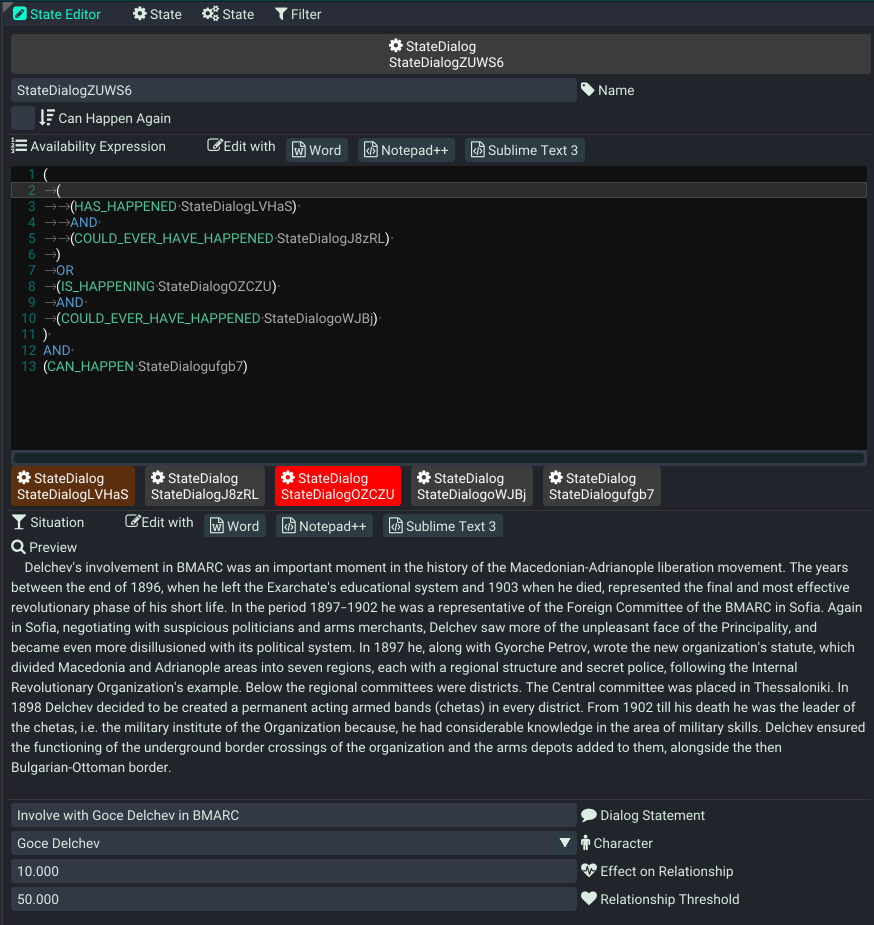 State Editor State State Filter
StateDialog
StateDialogZUWS6
StateDialogZUWS6 Name
Can Happen Again
Availability Expression Edit with Word Notepad++ Sublime Text 3
1 (
2 (
3 (HAS_HAPPENED StateDialogLVHaS)
4 AND
5 (COULD_EVER_HAVE_HAPPENED StateDialogJ8zRL)
6 )
7 OR
8 (IS_HAPPENING StateDialogOZCZU)
9 AND
10 (COULD_EVER_HAVE_HAPPENED StateDialogoWJBj)
11 )
12 AND
13 (CAN_HAPPEN StateDialogufgb7)
StateDialog StateDialog StateDialog StateDialog StateDialog
StateDialogLVHaS StateDialogJ8zRL StateDialogOZCZU StateDialogoWJBj StateDialogufgb7
Situation Edit with Word Notepad++ Sublime Text 3
Preview
Delchev's involvement in BMARC was an important moment in the history of the Macedonian-Adrianople liberation movement. The years
between the end of 1896, when he left the Exarchate's educational system and 1903 when he died, represented the final and most effective
revolutionary phase of his short life. In the period 1897–1902 he was a representative of the Foreign Committee of the BMARC in Sofia. Again
in Sofia, negotiating with suspicious politicians and arms merchants, Delchev saw more of the unpleasant face of the Principality, and
became even more disillusioned with its political system. In 1897 he, along with Gyorche Petrov, wrote the new organization's statute, which
divided Macedonia and Adrianople areas into seven regions, each with a regional structure and secret police, following the Internal
Revolutionary Organization's example. Below the regional committees were districts. The Central committee was placed in Thessaloniki. In
1898 Delchev decided to be created a permanent acting armed bands (chetas) in every district. From 1902 till his death he was the leader of
the chetas, i.e. the military institute of the Organization because, he had considerable knowledge in the area of military skills. Delchev ensured
the functioning of the underground border crossings of the organization and the arms depots added to them, alongside the then
Bulgarian-Ottoman border.
Involve with Goce Delchev in BMARC Dialog Statement
Goce Delchev Character
10.000 Effect on Relationship
50.000 Relationship Threshold